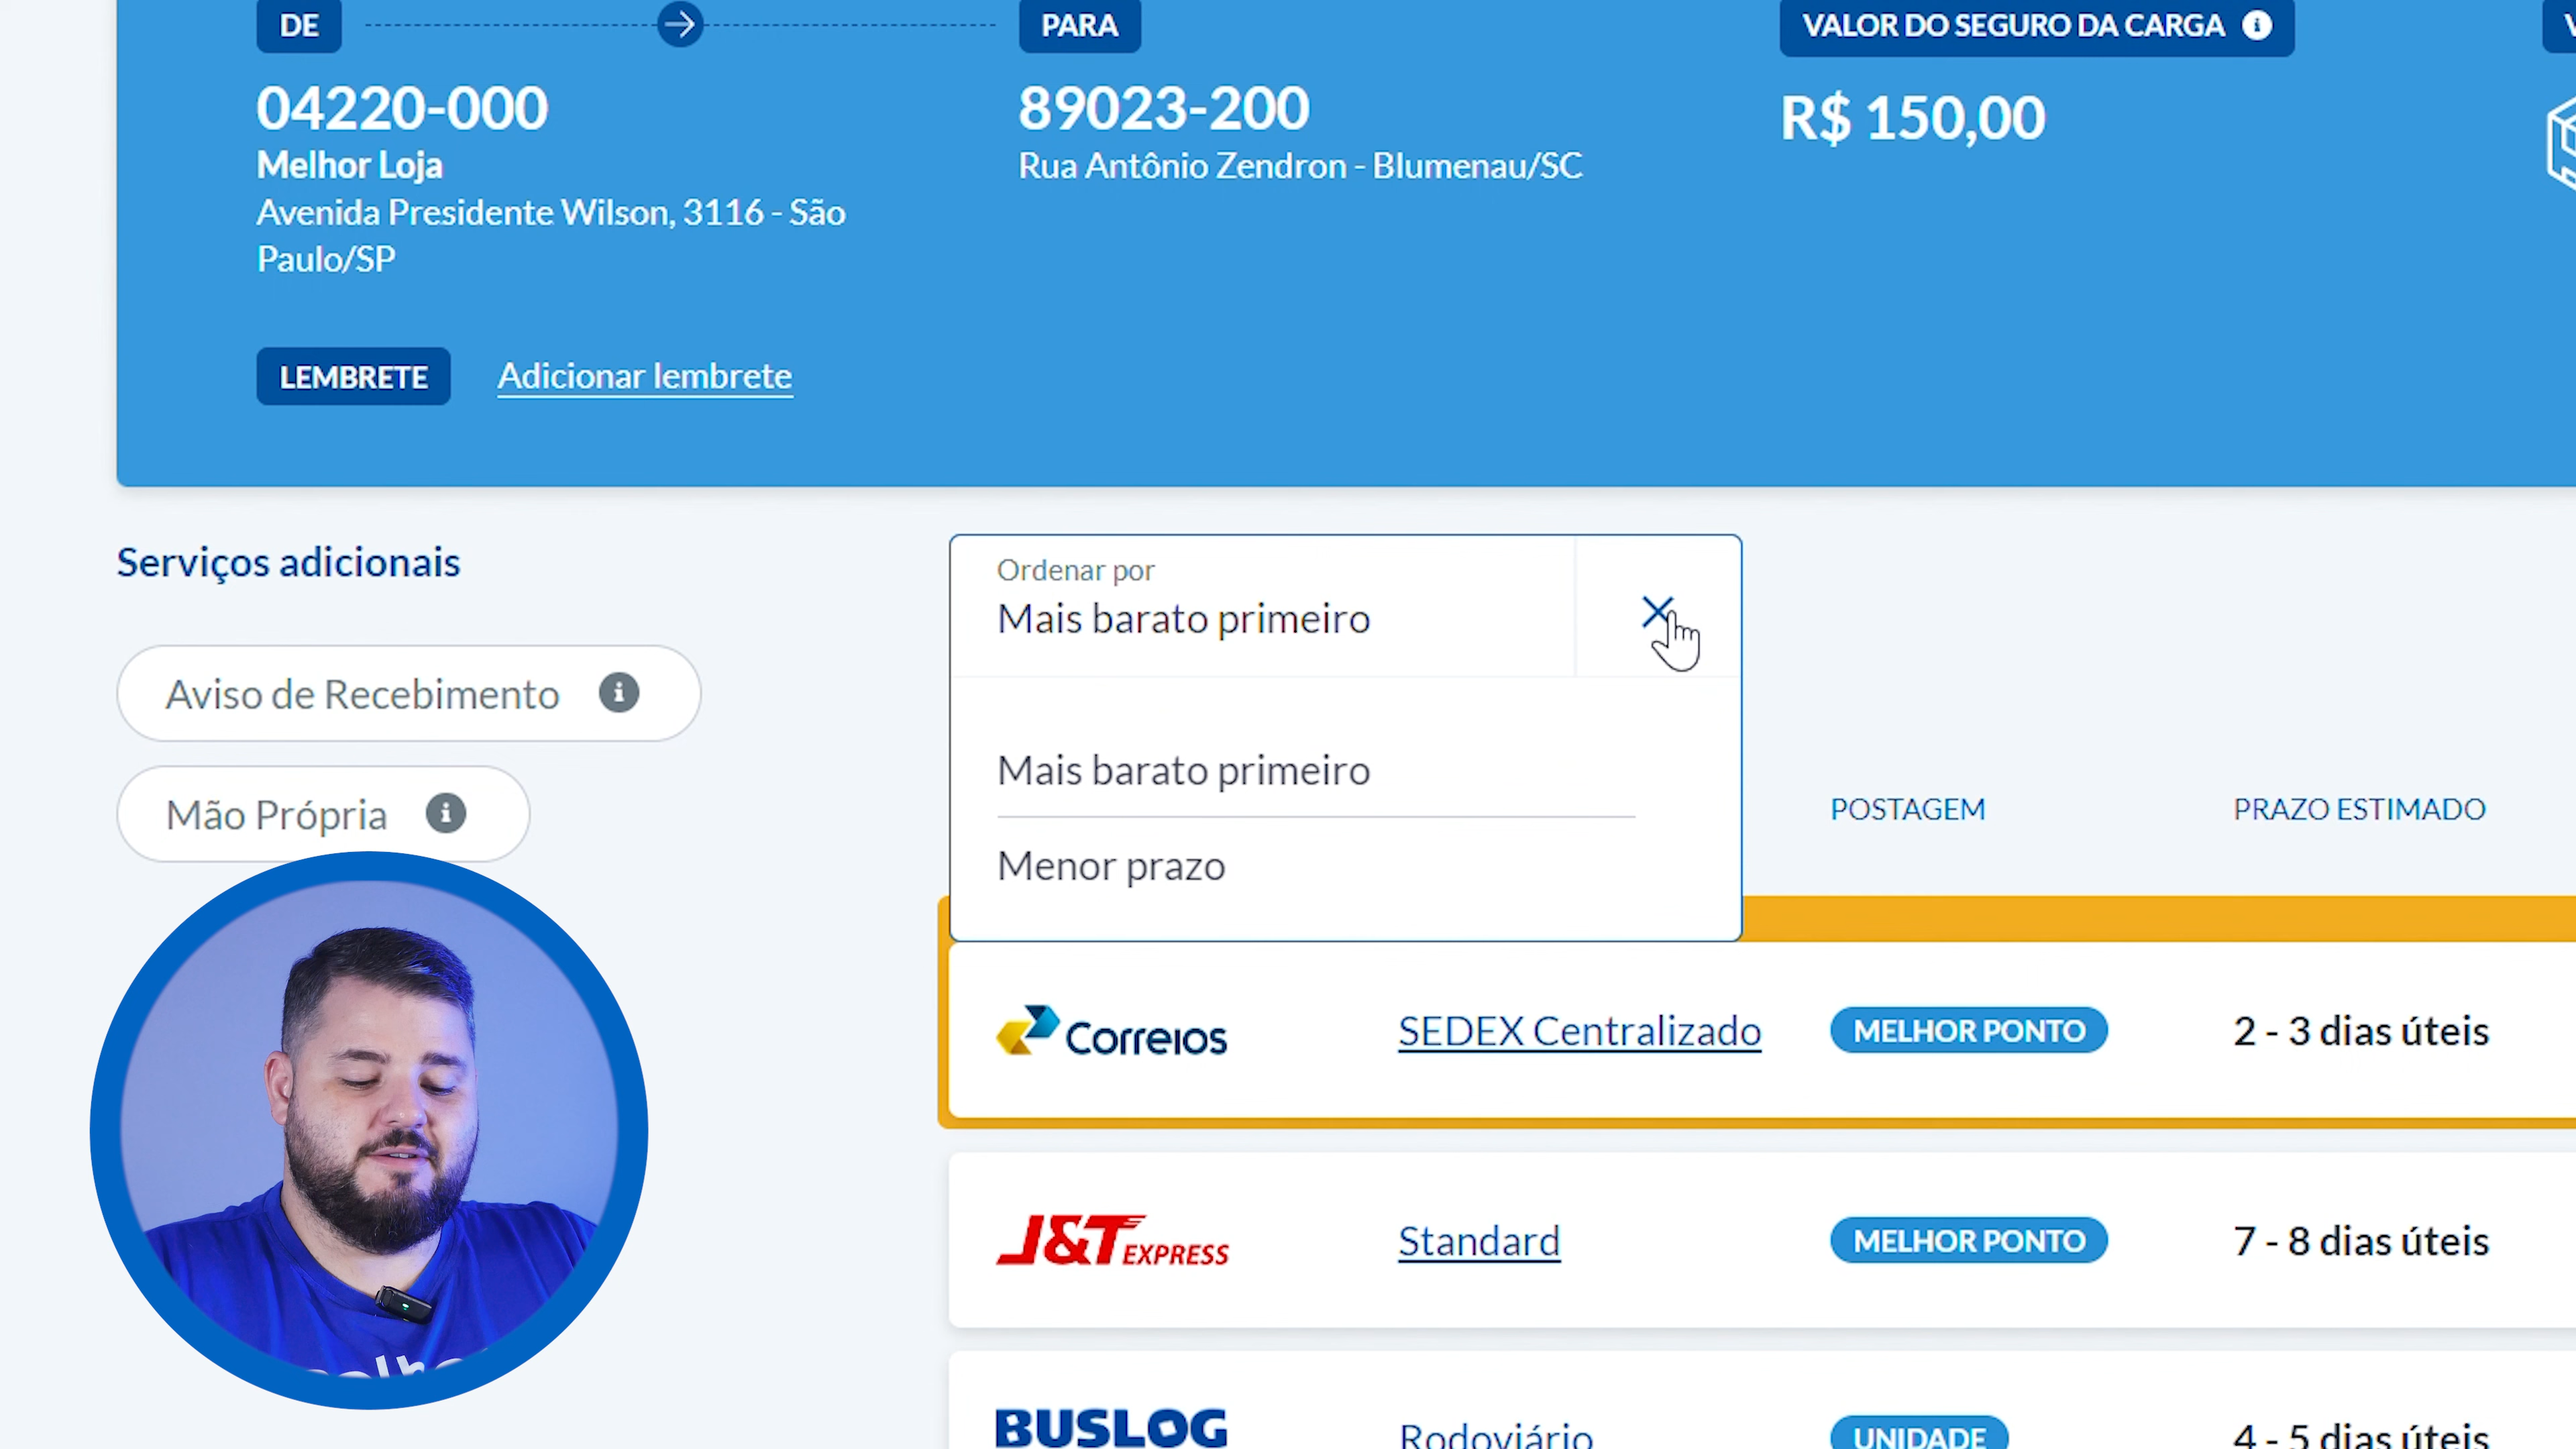 DE
PARA
VALOR DO SEGURO DA CARGA
04220-000
Melhor Loja
Avenida Presidente Wilson, 3116 - São
Paulo/SP
89023-200
Rua Antônio Zendron - Blumenau/SC
R$ 150,00
LEMBRETE
Adicionar lembrete
Serviços adicionais
Aviso de Recebimento
Mão Própria
Ordenar por
Mais barato primeiro
Mais barato primeiro
Menor prazo
POSTAGEM
PRAZO ESTIMADO
Correios
SEDEX Centralizado
MELHOR PONTO
2 - 3 dias úteis
J&T EXPRESS
Standard
MELHOR PONTO
7 - 8 dias úteis
BUSLOG
Rodoviário
UNIDADE
4 - 5 dias úteis